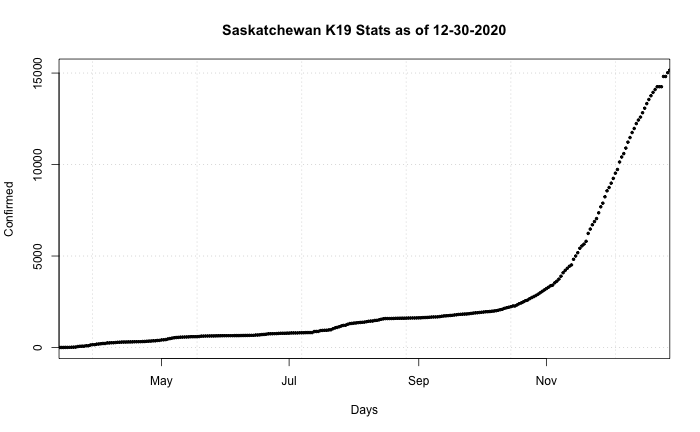 Saskatchewan K19 Stats as of 12-30-2020
15000
10000
5000
0
Confirmed
May Jul Sep Nov
Days